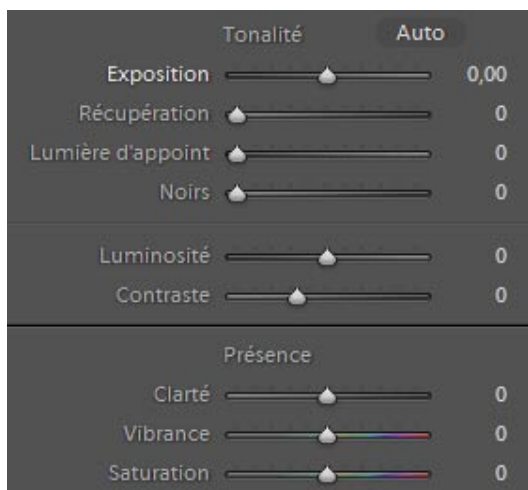 Tonalité Auto
Exposition 0,00
Récupération 0
Lumière d'appoint 0
Noirs 0
Luminosité 0
Contraste 0
Présence
Clarté 0
Vibrance 0
Saturation 0